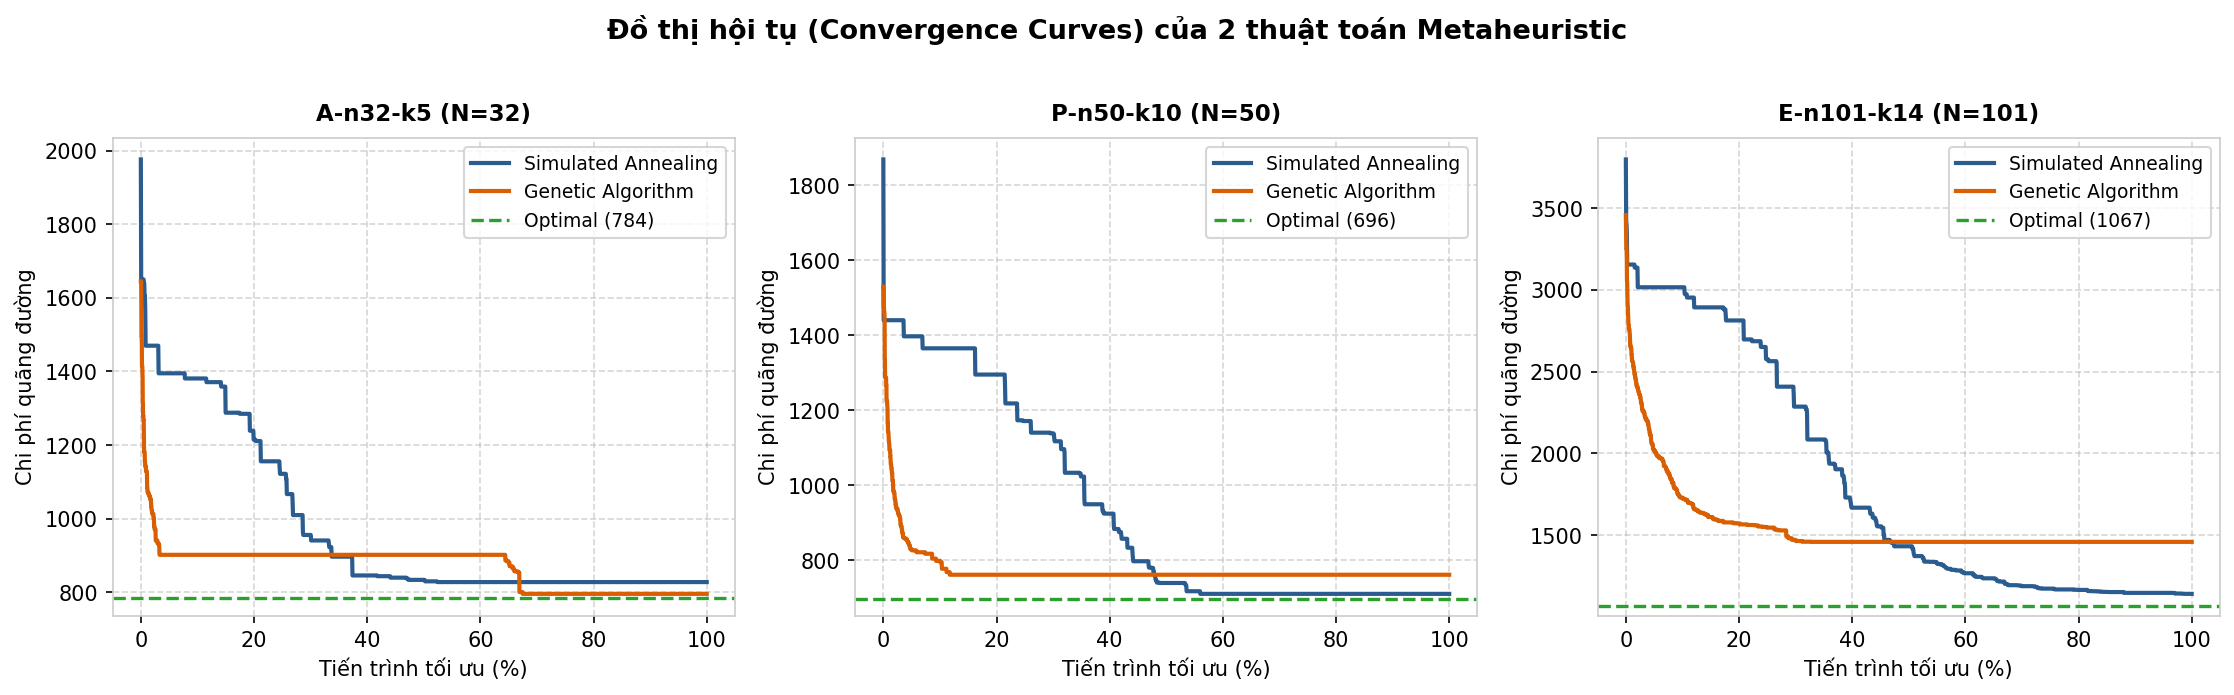 Đồ thị hội tụ (Convergence Curves) của 2 thuật toán Metaheuristic
A-n32-k5 (N=32)
Chi phí quãng đường
2000
1800
1600
1400
1200
1000
800
Simulated Annealing
Genetic Algorithm
Optimal (784)
0 20 40 60 80 100
Tiến trình tối ưu (%)
P-n50-k10 (N=50)
Chi phí quãng đường
1800
1600
1400
1200
1000
800
Simulated Annealing
Genetic Algorithm
Optimal (696)
0 20 40 60 80 100
Tiến trình tối ưu (%)
E-n101-k14 (N=101)
Chi phí quãng đường
3500
3000
2500
2000
1500
Simulated Annealing
Genetic Algorithm
Optimal (1067)
0 20 40 60 80 100
Tiến trình tối ưu (%)